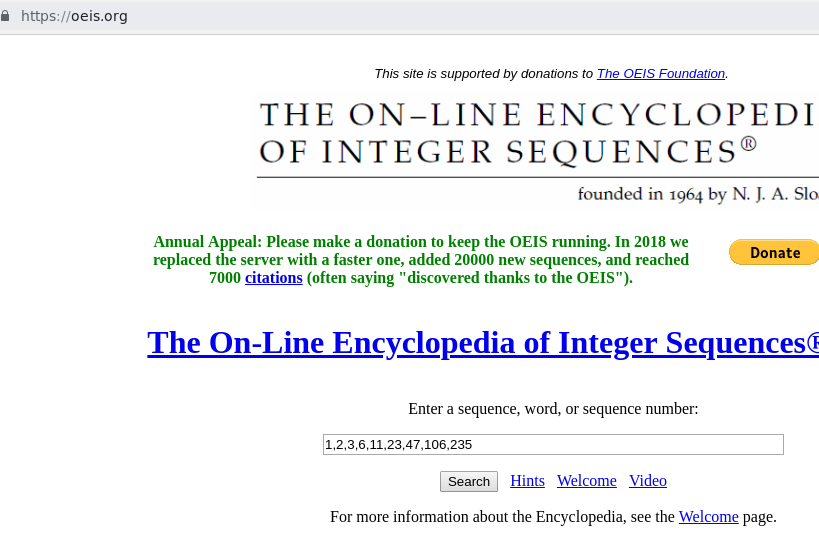 https://oeis.org
This site is supported by donations to The OEIS Foundation.
THE ON–LINE ENCYCLOPEDI
OF INTEGER SEQUENCES®
founded in 1964 by N. J. A. Slo
Annual Appeal: Please make a donation to keep the OEIS running. In 2018 we
replaced the server with a faster one, added 20000 new sequences, and reached
7000 citations (often saying "discovered thanks to the OEIS").
Donate
The On-Line Encyclopedia of Integer Sequences®
Enter a sequence, word, or sequence number:
1,2,3,6,11,23,47,106,235
Search Hints Welcome Video
For more information about the Encyclopedia, see the Welcome page.